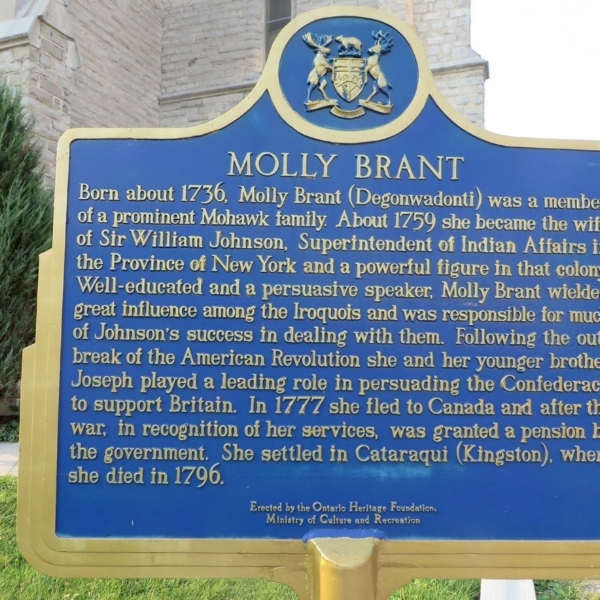 MOLLY BRANT
Born about 1736, Molly Brant (Degonwadonti) was a membe
of a prominent Mohawk family. About 1759 she became the wif
of Sir William Johnson, Superintendent of Indian Affairs i
the Province of New York and a powerful figure in that colony
Well-educated and a persuasive speaker, Molly Brant wielde
great influence among the Iroquois and was responsible for muc
of Johnson's success in dealing with them. Following the out
break of the American Revolution she and her younger brothe
Joseph played a leading role in persuading the Confederac
to support Britain. In 1777 she fled to Canada and after th
war, in recognition of her services, was granted a pension b
the government. She settled in Cataraqui (Kingston), wher
she died in 1796.
Erected by the Ontario Heritage Foundation,
Ministry of Culture and Recreation